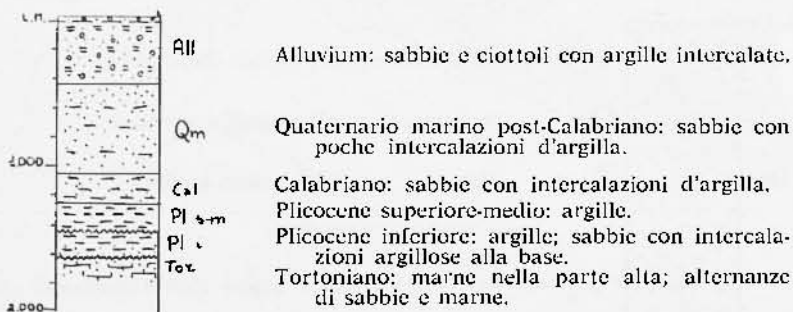 L.M.
All
Alluvium: sabbie e ciottoli con argille intercalate.
Qm
Quaternario marino post-Calabriano: sabbie con
poche intercalazioni d'argilla.
1.000
Cal
Calabriano: sabbie con intercalazioni d'argilla.
Pl s-m
Plicocene superiore-medio: argille.
Pl i
Plicocene inferiore: argille; sabbie con intercala-
zioni argillose alla base.
Tor
Tortoniano: marne nella parte alta; alternanze
di sabbie e marne.
2.000